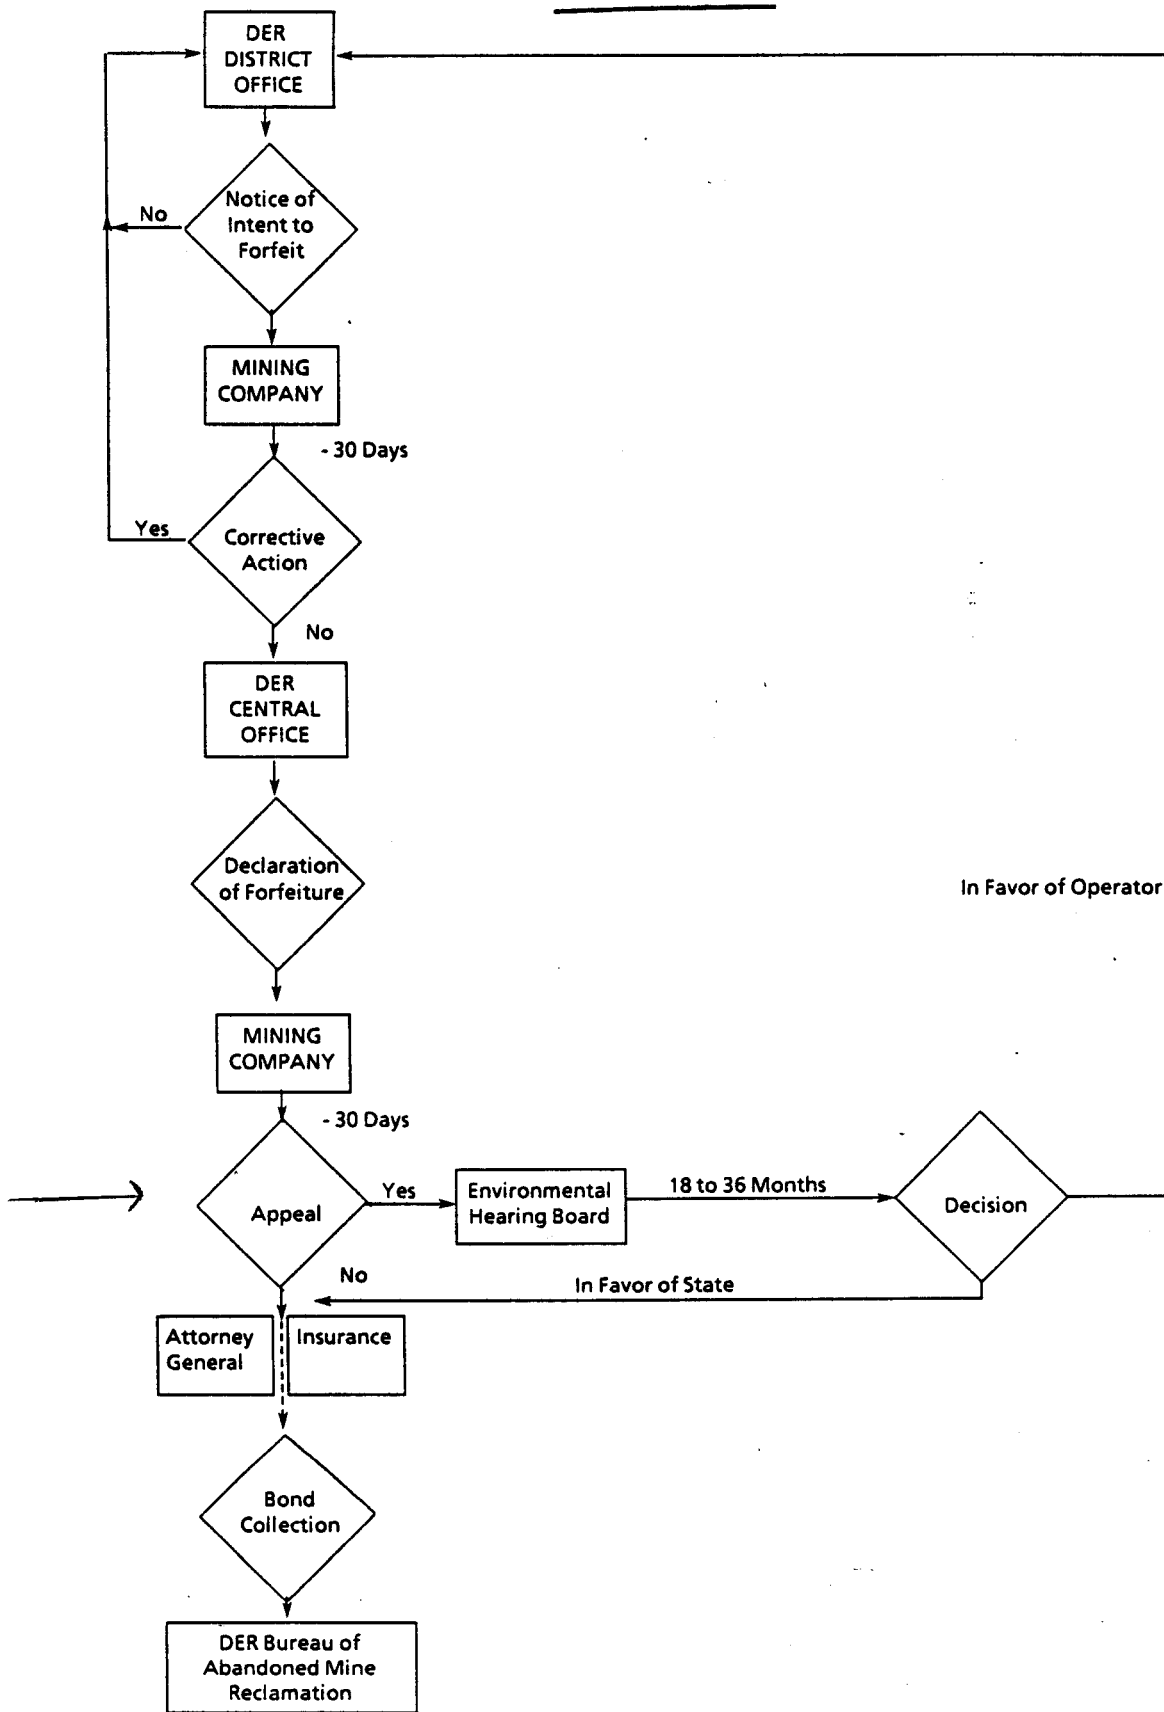 DER
DISTRICT
OFFICE
Notice of
Intent to
Forfeit
No
MINING
COMPANY
- 30 Days
Yes
Corrective
Action
No
DER
CENTRAL
OFFICE
Declaration
of Forfeiture
In Favor of Operator
MINING
COMPANY
- 30 Days
Appeal
Yes
Environmental
Hearing Board
18 to 36 Months
Decision
No
In Favor of State
Attorney
General
Insurance
Bond
Collection
DER Bureau of
Abandoned Mine
Reclamation